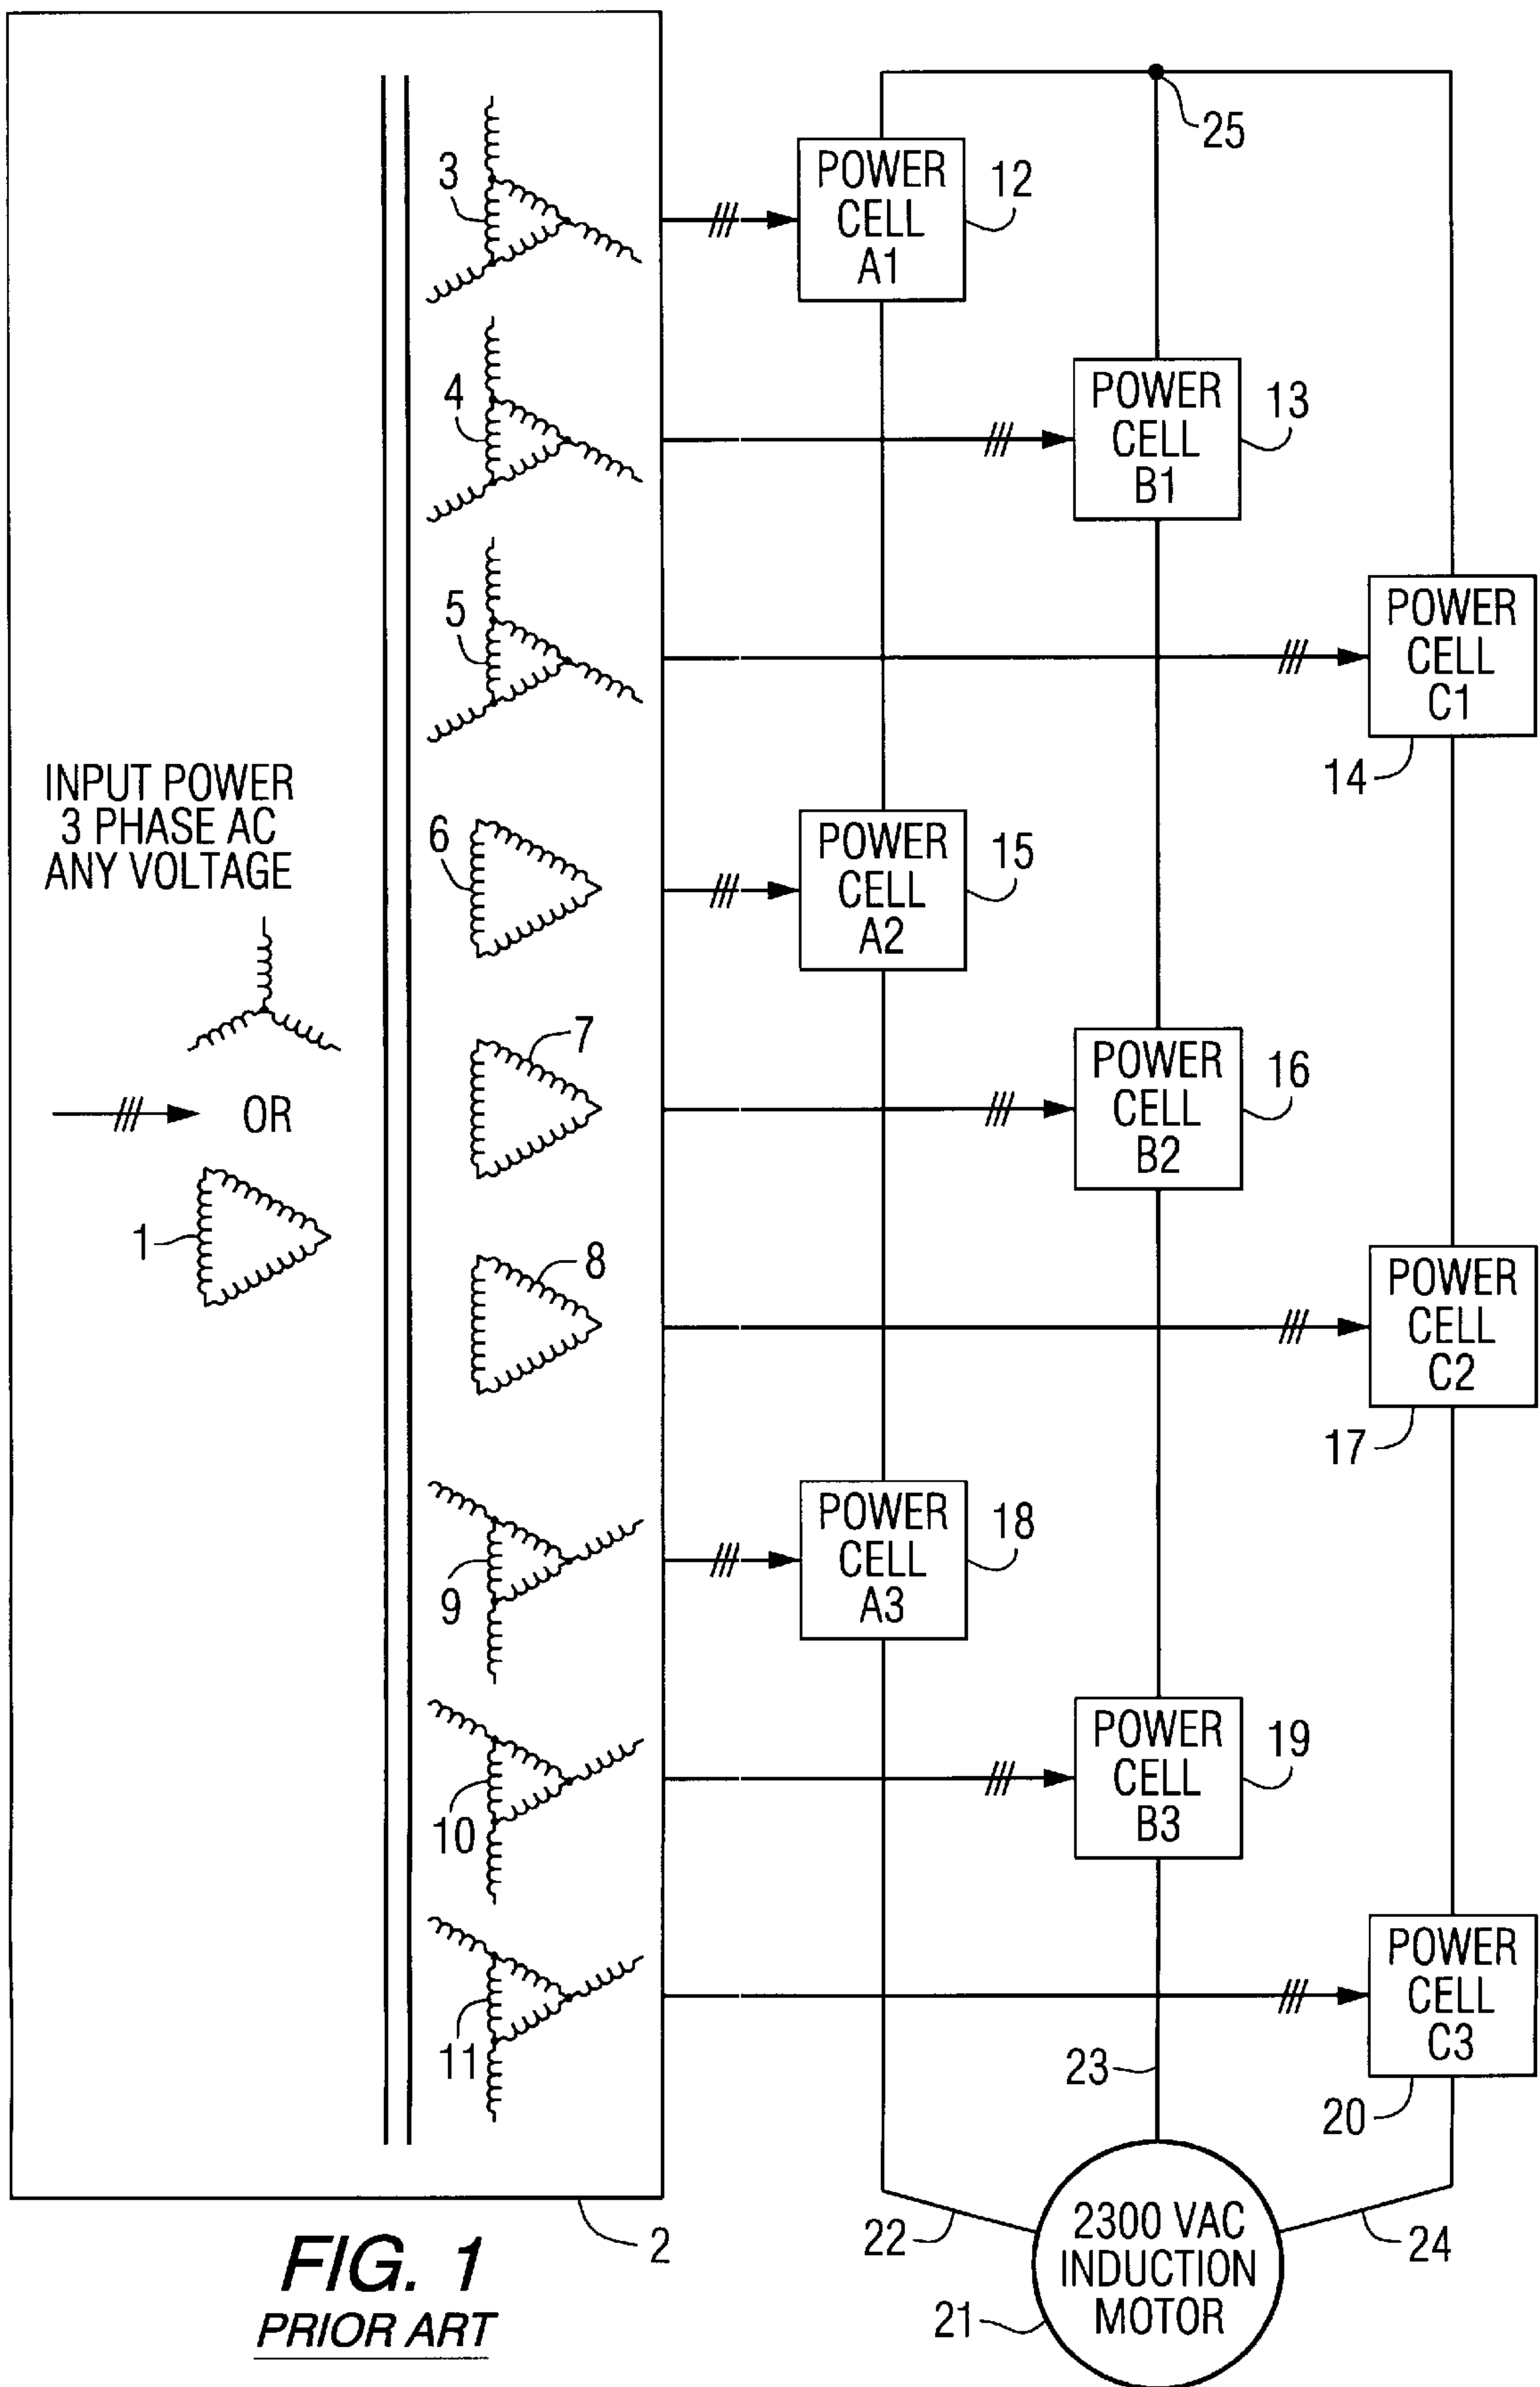 25
3
POWER
CELL
A1
12
4
POWER
CELL
B1
13
5
POWER
CELL
C1
14
INPUT POWER
3 PHASE AC
ANY VOLTAGE
6
POWER
CELL
A2
15
7
POWER
CELL
B2
16
OR
1
8
POWER
CELL
C2
17
9
POWER
CELL
A3
18
10
POWER
CELL
B3
19
11
POWER
CELL
C3
20
23
22
24
2300 VAC
INDUCTION
MOTOR
21
2
FIG. 1
PRIOR ART